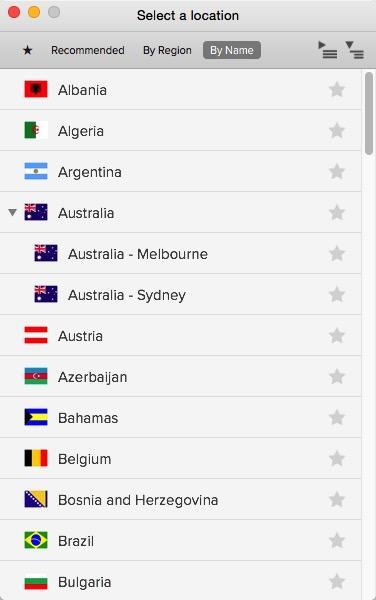 Select a location
★ Recommended By Region By Name
Albania
Algeria
Argentina
Australia
Australia - Melbourne
Australia - Sydney
Austria
Azerbaijan
Bahamas
Belgium
Bosnia and Herzegovina
Brazil
Bulgaria